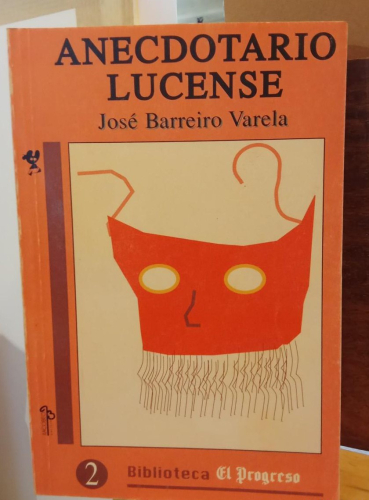 ANECDOTARIO
LUCENSE
José Barreiro Varela
2 Biblioteca El Progreso